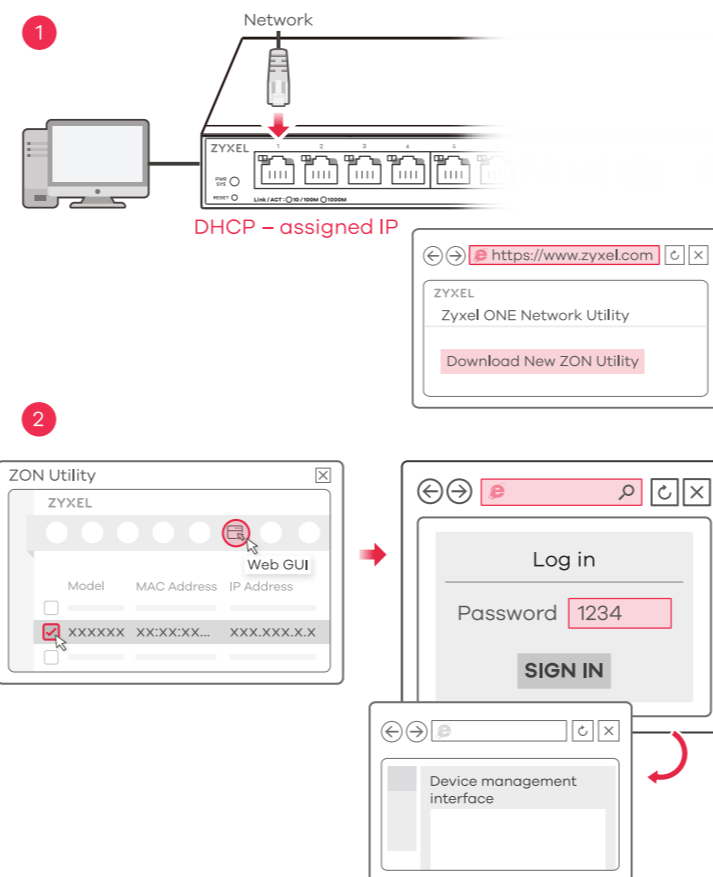 1
Network
ZYXEL
1 2 3 4 5
PWR
SYS
RESET
Link / ACT : 10 / 100M 1000M
DHCP – assigned IP
https://www.zyxel.com
ZYXEL
Zyxel ONE Network Utility
Download New ZON Utility
2
ZON Utility
ZYXEL
Web GUI
Model MAC Address IP Address
xxxxxx xx:xx:xx... xxx.xxx.x.x
Log in
Password 1234
SIGN IN
Device management
interface